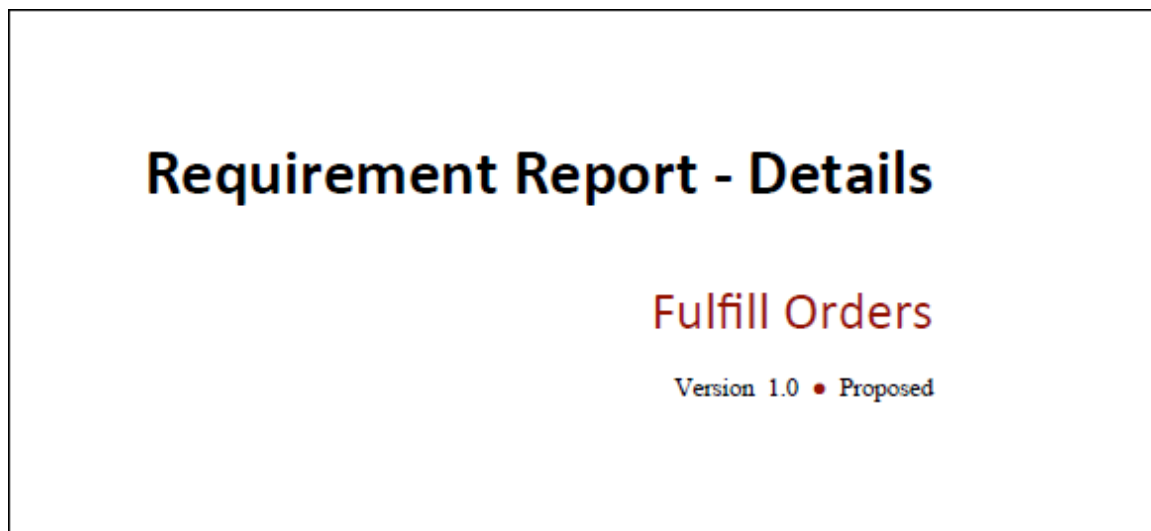 Requirement Report - Details
Fulfill Orders
Version 1.0 ● Proposed